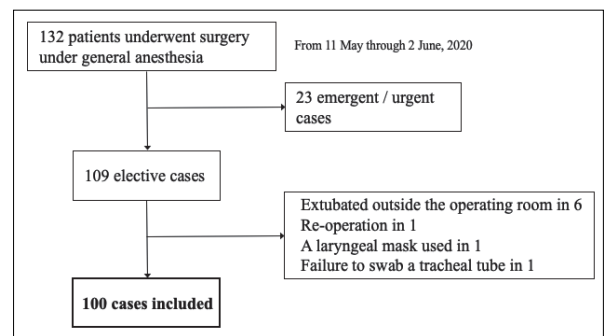 132 patients underwent surgery
under general anesthesia
From 11 May through 2 June, 2020
23 emergent / urgent
cases
109 elective cases
Extubated outside the operating room in 6
Re-operation in 1
A laryngeal mask used in 1
Failure to swab a tracheal tube in 1
100 cases included